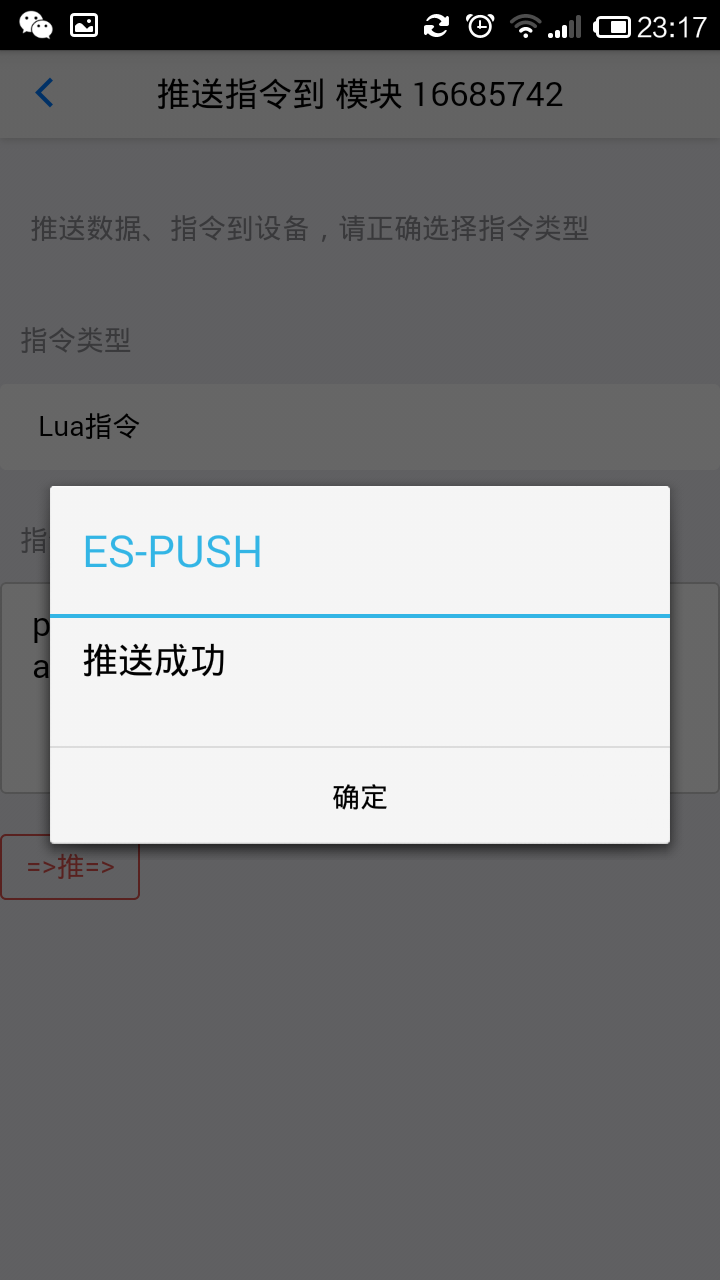 23:17
推送指令到 模块 16685742
推送数据、指令到设备，请正确选择指令类型
指令类型
Lua指令
指
p
a
ES-PUSH
推送成功
确定
=>推=>